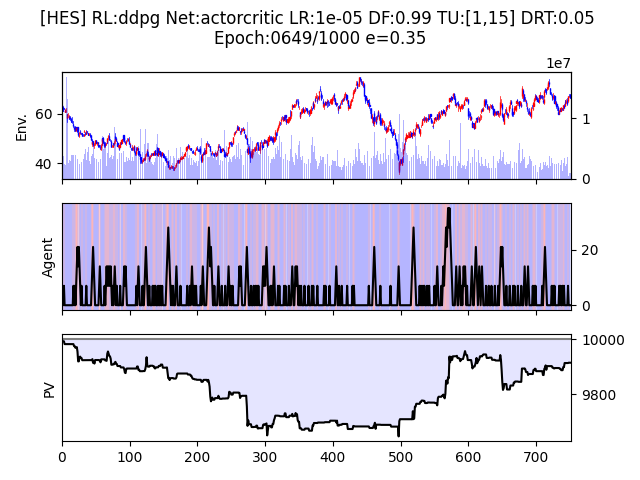 [HES] RL:ddpg Net:actorcritic LR:1e-05 DF:0.99 TU:[1,15] DRT:0.05
Epoch:0649/1000 e=0.35
1e7
60
40
Env.
1
0
Agent
20
0
PV
10000
9800
0 100 200 300 400 500 600 700